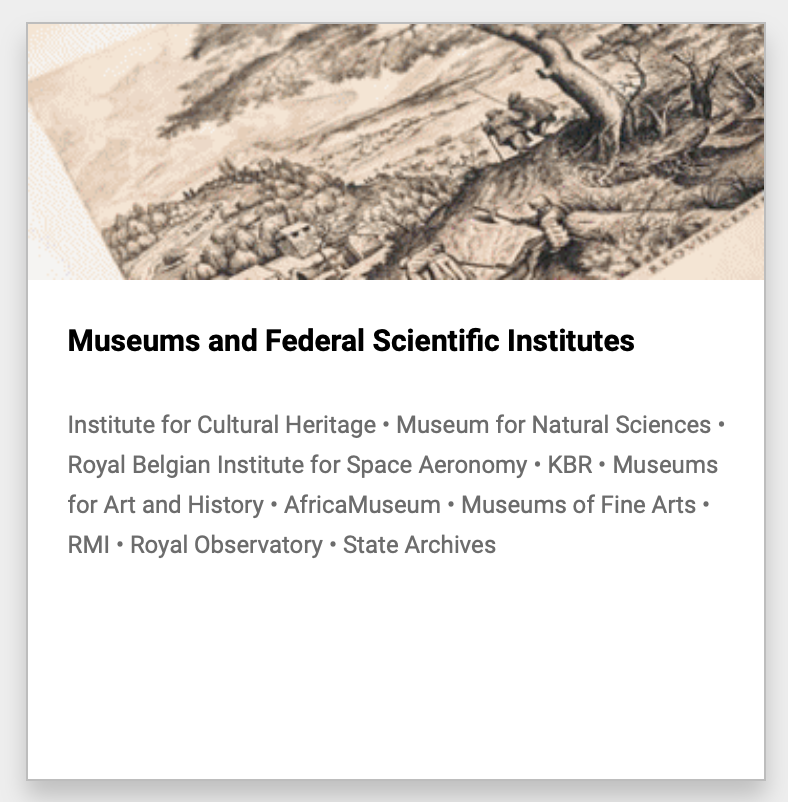 Museums and Federal Scientific Institutes
Institute for Cultural Heritage • Museum for Natural Sciences •
Royal Belgian Institute for Space Aeronomy • KBR • Museums
for Art and History • AfricaMuseum • Museums of Fine Arts •
RMI • Royal Observatory • State Archives